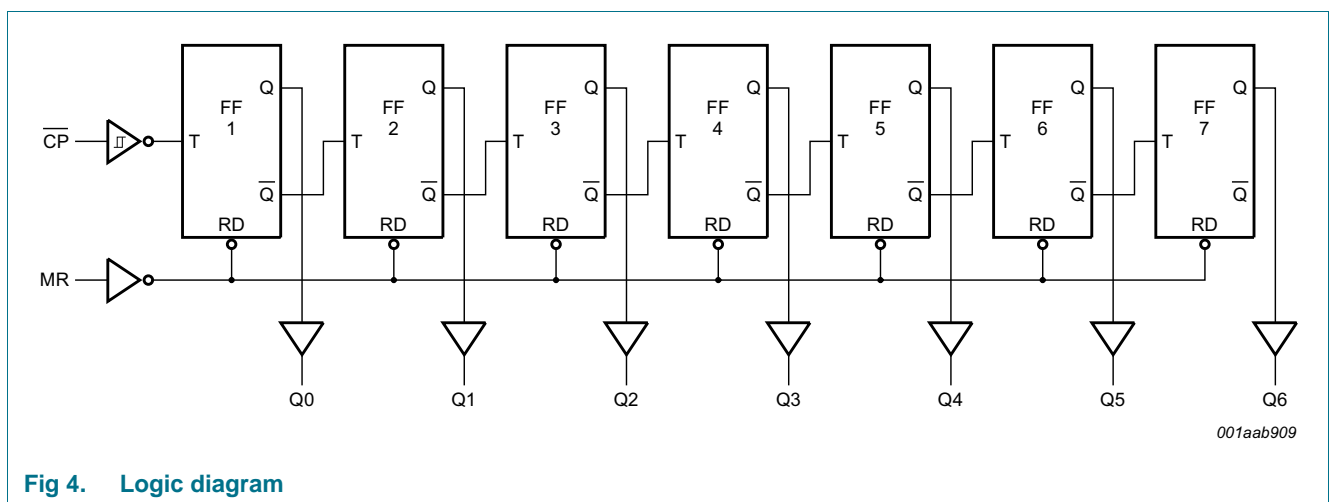 Q Q Q Q Q Q Q
FF FF FF FF FF FF FF
1 2 3 4 5 6 7
C̅P̅ T T T T T T T
Q̅ Q̅ Q̅ Q̅ Q̅ Q̅ Q̅
RD RD RD RD RD RD RD
MR
Q0 Q1 Q2 Q3 Q4 Q5 Q6
001aab909
Fig 4. Logic diagram